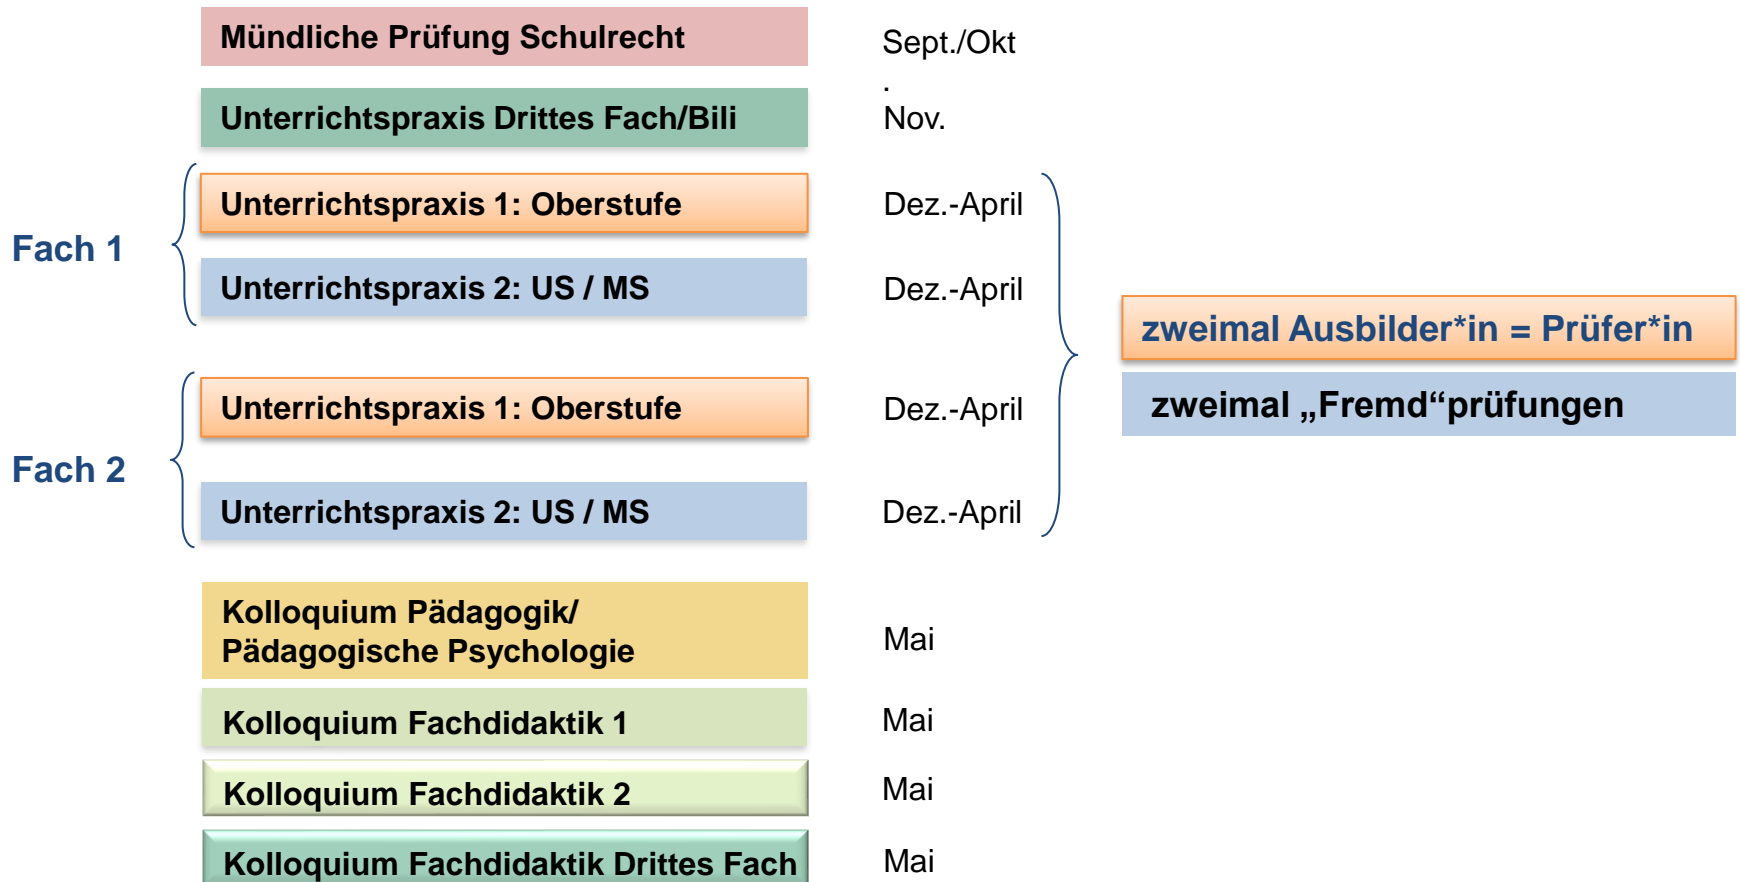 Mündliche Prüfung Schulrecht
Sept./Okt
.
Unterrichtspraxis Drittes Fach/Bili
Nov.
Fach 1
Unterrichtspraxis 1: Oberstufe
Dez.-April
Unterrichtspraxis 2: US / MS
Dez.-April
Fach 2
Unterrichtspraxis 1: Oberstufe
Dez.-April
Unterrichtspraxis 2: US / MS
Dez.-April
zweimal Ausbilder*in = Prüfer*in
zweimal „Fremd“prüfungen
Kolloquium Pädagogik/
Pädagogische Psychologie
Mai
Kolloquium Fachdidaktik 1
Mai
Kolloquium Fachdidaktik 2
Mai
Kolloquium Fachdidaktik Drittes Fach
Mai